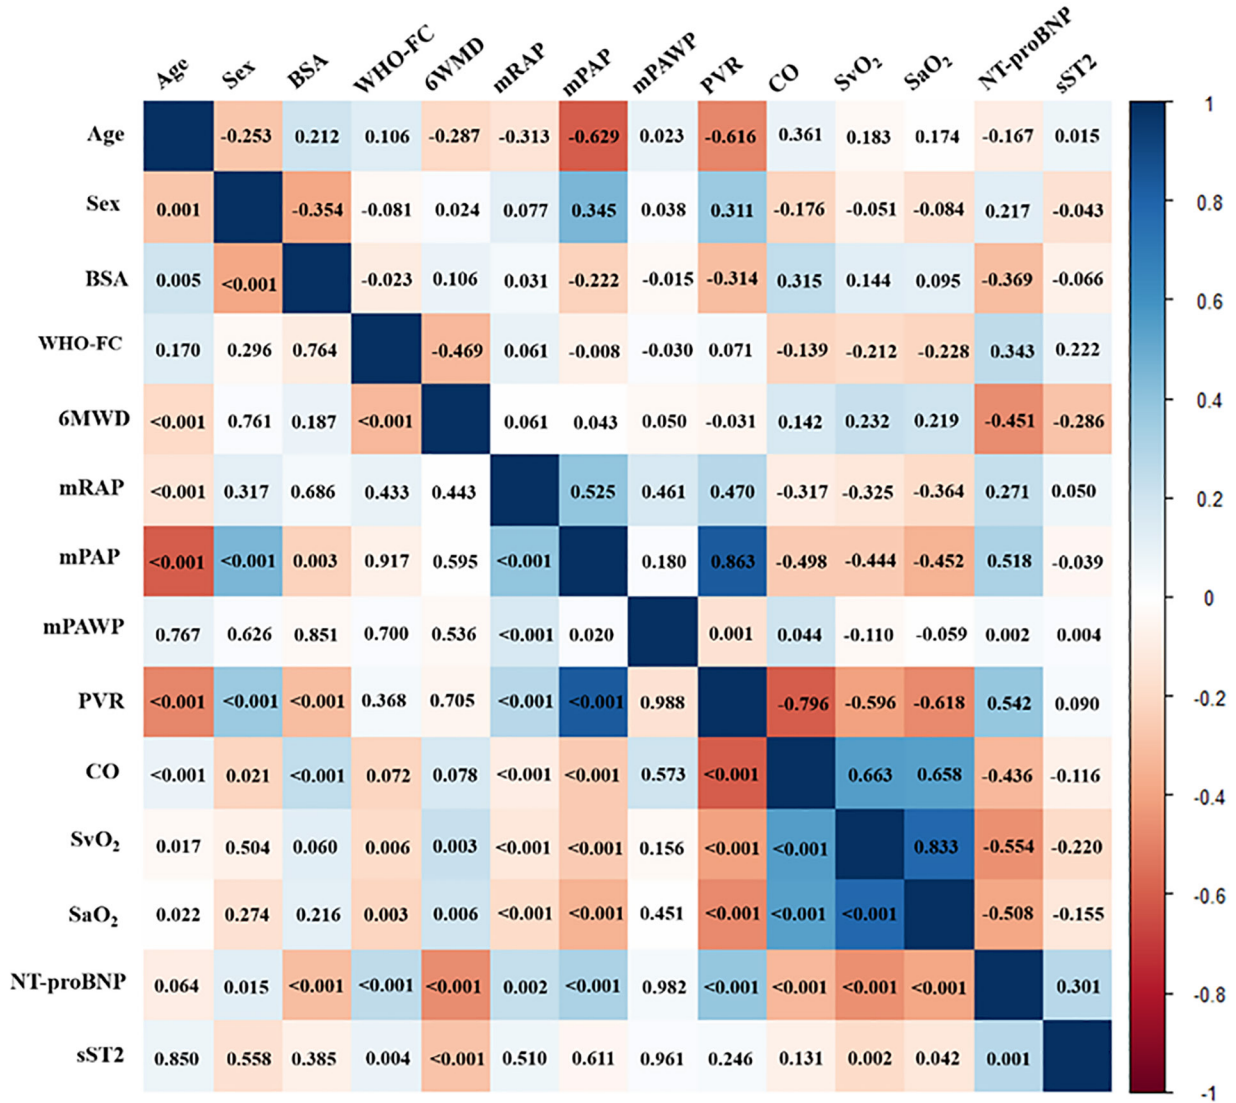 Age Sex BSA WHO-FC 6WMD mRAP mPAP mPAWP PVR CO SvO₂ SaO₂ NT-proBNP sST2
Age -0.253 0.212 0.106 -0.287 -0.313 -0.629 0.023 -0.616 0.361 0.183 0.174 -0.167 0.015
Sex 0.001 -0.354 -0.081 0.024 0.077 0.345 0.038 0.311 -0.176 -0.051 -0.084 0.217 -0.043
BSA 0.005 <0.001 -0.023 0.106 0.031 -0.222 -0.015 -0.314 0.315 0.144 0.095 -0.369 -0.066
WHO-FC 0.170 0.296 0.764 -0.469 0.061 -0.008 -0.030 0.071 -0.139 -0.212 -0.228 0.343 0.222
6MWD <0.001 0.761 0.187 <0.001 0.061 0.043 0.050 -0.031 0.142 0.232 0.219 -0.451 -0.286
mRAP <0.001 0.317 0.686 0.433 0.443 0.525 0.461 0.470 -0.317 -0.325 -0.364 0.271 0.050
mPAP <0.001 <0.001 0.003 0.917 0.595 <0.001 0.180 0.863 -0.498 -0.444 -0.452 0.518 -0.039
mPAWP 0.767 0.626 0.851 0.700 0.536 <0.001 0.020 0.001 0.044 -0.110 -0.059 0.002 0.004
PVR <0.001 <0.001 <0.001 0.368 0.705 <0.001 <0.001 0.988 -0.796 -0.596 -0.618 0.542 0.090
CO <0.001 0.021 <0.001 0.072 0.078 <0.001 <0.001 0.573 <0.001 0.663 0.658 -0.436 -0.116
SvO₂ 0.017 0.504 0.060 0.006 0.003 <0.001 <0.001 0.156 <0.001 <0.001 0.833 -0.554 -0.220
SaO₂ 0.022 0.274 0.216 0.003 0.006 <0.001 <0.001 0.451 <0.001 <0.001 <0.001 -0.508 -0.155
NT-proBNP 0.064 0.015 <0.001 <0.001 <0.001 0.002 <0.001 0.982 <0.001 <0.001 <0.001 <0.001 0.301
sST2 0.850 0.558 0.385 0.004 <0.001 0.510 0.611 0.961 0.246 0.131 0.002 0.042 0.001
1
0.8
0.6
0.4
0.2
0
-0.2
-0.4
-0.6
-0.8
-1